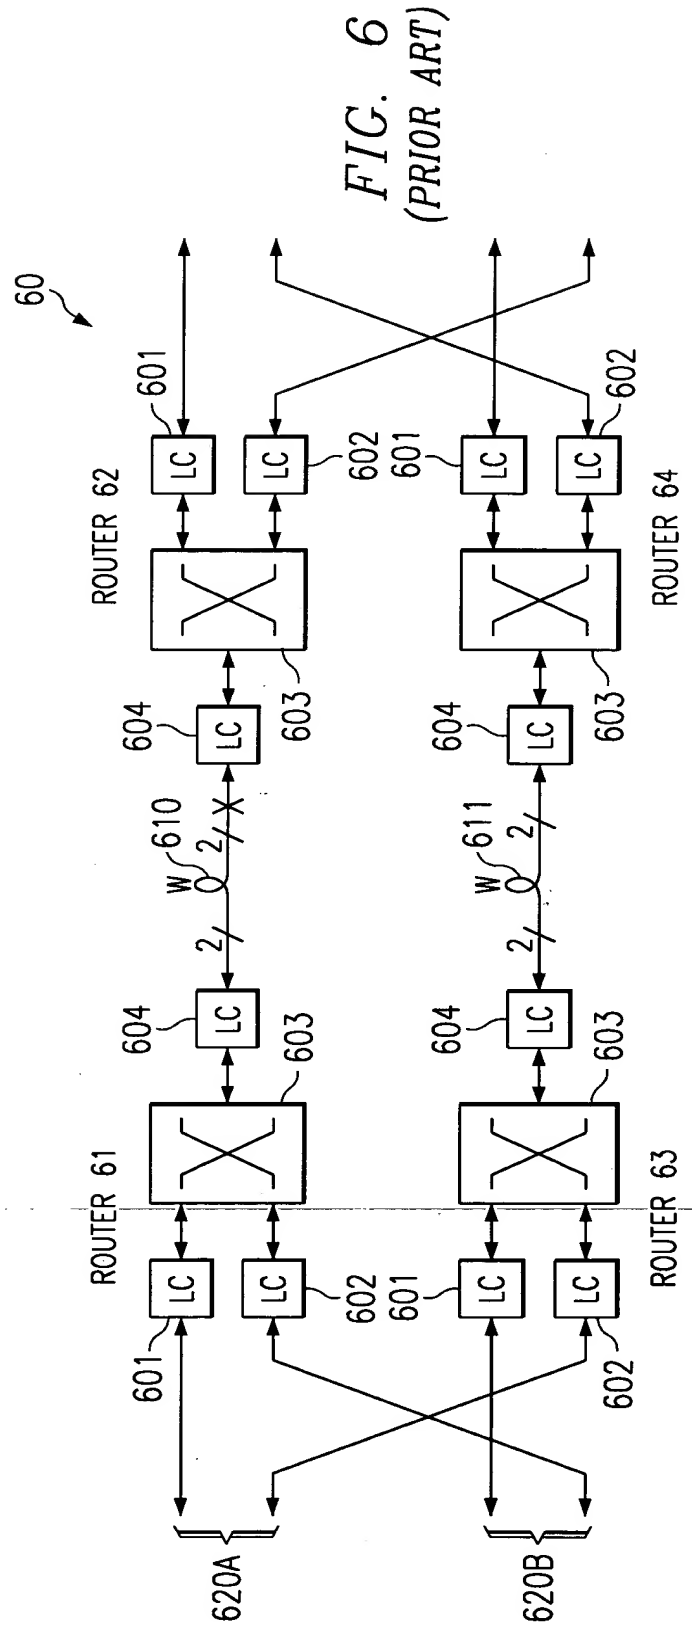 60
ROUTER 61
ROUTER 62
601
LC
601
LC
604
LC
2
W
610
2
X
604
LC
603
603
LC
602
LC
602
620A
601
LC
601
LC
604
LC
2
W
611
2
604
LC
603
603
LC
602
LC
602
620B
ROUTER 63
ROUTER 64
FIG. 6
(PRIOR ART)